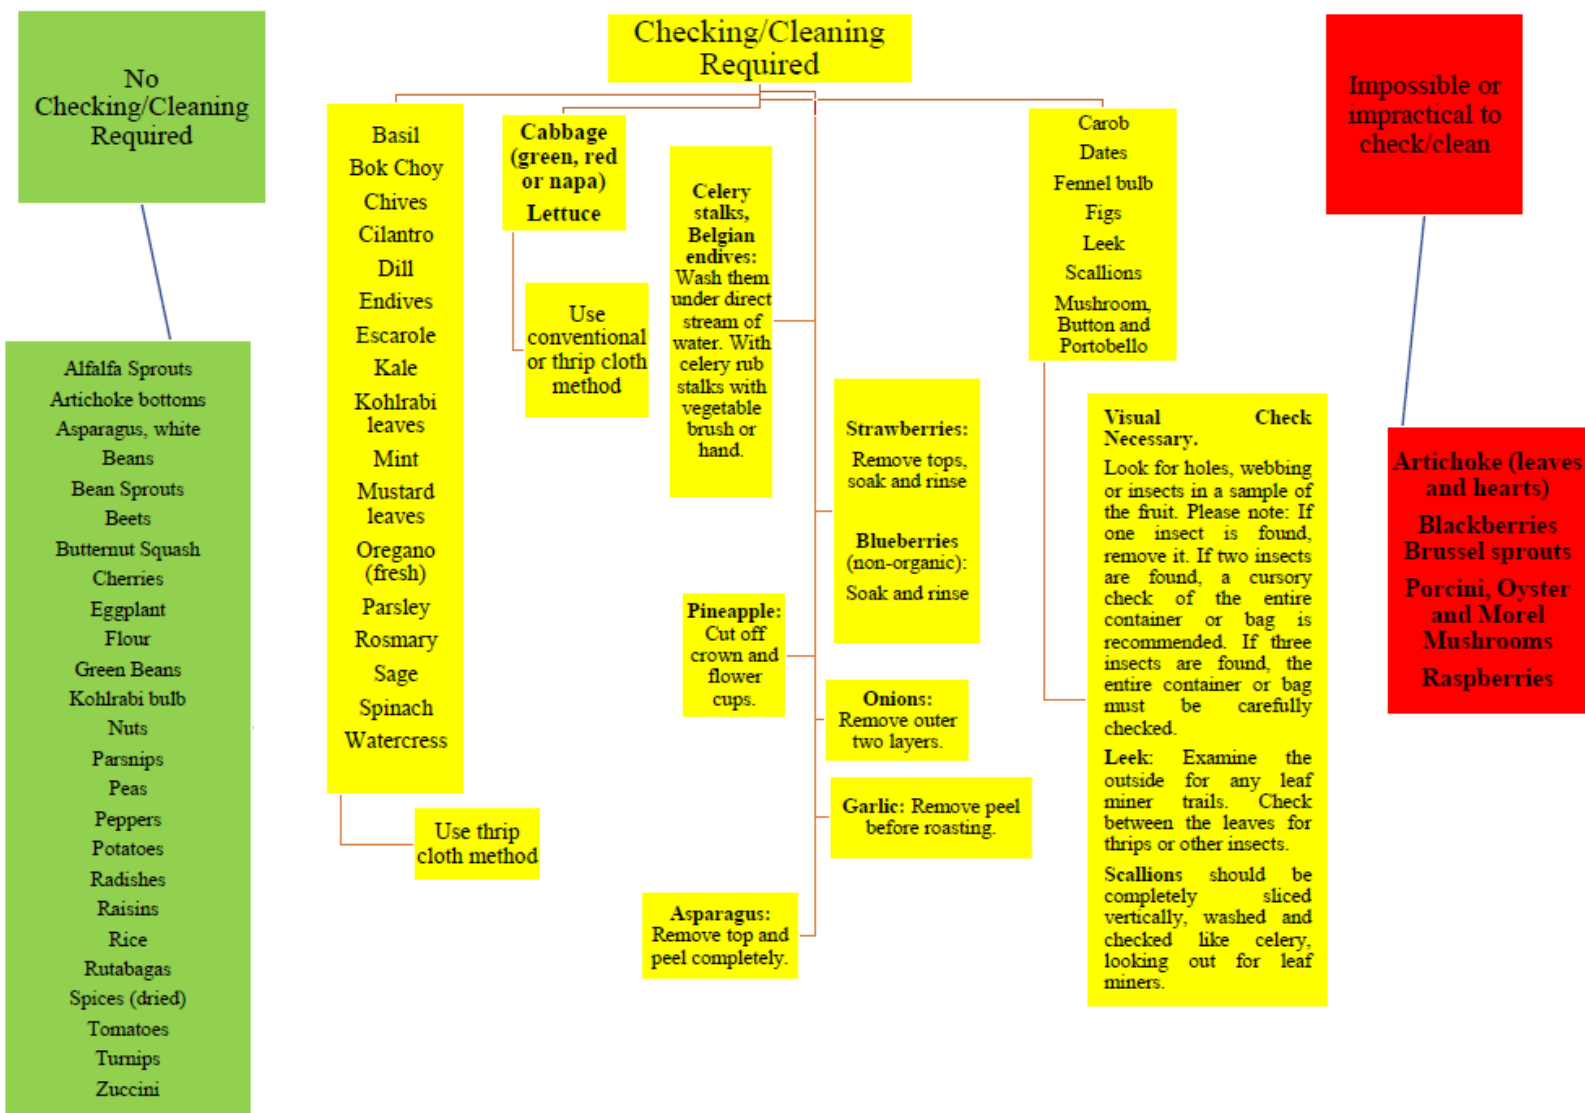 No
Checking/Cleaning
Required
Alfalfa Sprouts
Artichoke bottoms
Asparagus, white
Beans
Bean Sprouts
Beets
Butternut Squash
Cherries
Eggplant
Flour
Green Beans
Kohlrabi bulb
Nuts
Parsnips
Peas
Peppers
Potatoes
Radishes
Raisins
Rice
Rutabagas
Spices (dried)
Tomatoes
Turnips
Zuccini
Checking/Cleaning
Required
Basil
Bok Choy
Chives
Cilantro
Dill
Endives
Escarole
Kale
Kohlrabi
leaves
Mint
Mustard
leaves
Oregano
(fresh)
Parsley
Rosmary
Sage
Spinach
Watercress
Use thrip
cloth method
Cabbage
(green, red
or napa)
Lettuce
Use
conventional
or thrip cloth
method
Celery
stalks,
Belgian
endives:
Wash them
under direct
stream of
water. With
celery rub
stalks with
vegetable
brush or
hand.
Strawberries:
Remove tops,
soak and rinse
Blueberries
(non-organic):
Soak and rinse
Pineapple:
Cut off
crown and
flower
cups.
Onions:
Remove outer
two layers.
Garlic: Remove peel
before roasting.
Asparagus:
Remove top and
peel completely.
Carob
Dates
Fennel bulb
Figs
Leek
Scallions
Mushroom,
Button and
Portobello
Visual Check
Necessary.
Look for holes, webbing
or insects in a sample of
the fruit. Please note: If
one insect is found,
remove it. If two insects
are found, a cursory
check of the entire
container or bag is
recommended. If three
insects are found, the
entire container or bag
must be carefully
checked.
Leek: Examine the
outside for any leaf
miner trails. Check
between the leaves for
thrips or other insects.
Scallions should be
completely sliced
vertically, washed and
checked like celery,
looking out for leaf
miners.
Impossible or
impractical to
check/clean
Artichoke (leaves
and hearts)
Blackberries
Brussel sprouts
Porcini, Oyster
and Morel
Mushrooms
Raspberries